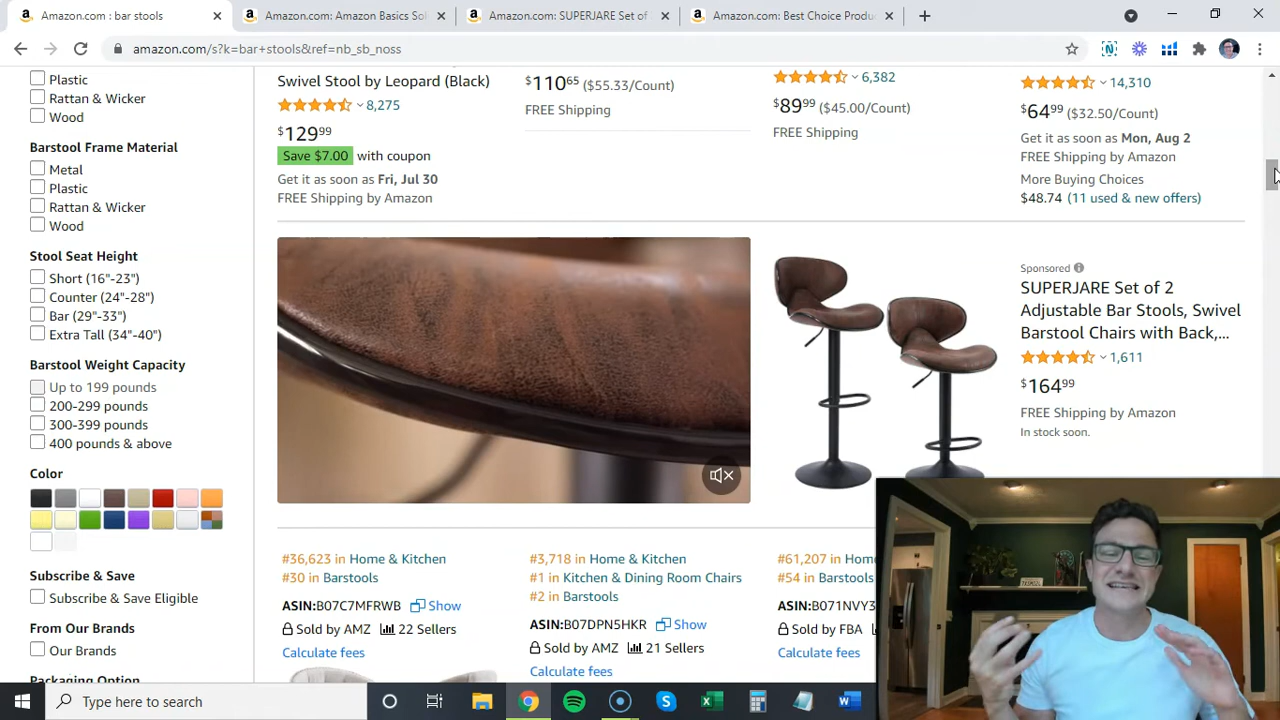 Amazon.com : bar stools
Amazon.com: Amazon Basics Sol
Amazon.com: SUPERJARE Set of
Amazon.com: Best Choice Produ
amazon.com/s?k=bar+stools&ref=nb_sb_noss
Plastic
Rattan & Wicker
Wood
Barstool Frame Material
Metal
Plastic
Rattan & Wicker
Wood
Stool Seat Height
Short (16"-23")
Counter (24"-28")
Bar (29"-33")
Extra Tall (34"-40")
Barstool Weight Capacity
Up to 199 pounds
200-299 pounds
300-399 pounds
400 pounds & above
Color
Subscribe & Save
Subscribe & Save Eligible
From Our Brands
Our Brands
Packaging Option
Swivel Stool by Leopard (Black)
8,275
$129.99
Save $7.00 with coupon
Get it as soon as Fri, Jul 30
FREE Shipping by Amazon
$110.65 ($55.33/Count)
FREE Shipping
6,382
$89.99 ($45.00/Count)
FREE Shipping
14,310
$64.99 ($32.50/Count)
Get it as soon as Mon, Aug 2
FREE Shipping by Amazon
More Buying Choices
$48.74 (11 used & new offers)
Sponsored
SUPERJARE Set of 2
Adjustable Bar Stools, Swivel
Barstool Chairs with Back,...
1,611
$164.99
FREE Shipping by Amazon
In stock soon.
#36,623 in Home & Kitchen
#30 in Barstools
ASIN:B07C7MFRWB Show
Sold by AMZ 22 Sellers
Calculate fees
#3,718 in Home & Kitchen
#1 in Kitchen & Dining Room Chairs
#2 in Barstools
ASIN:B07DPN5HKR Show
Sold by AMZ 21 Sellers
Calculate fees
#61,207 in Hom
#54 in Barstools
ASIN:B071NVY3
Sold by FBA
Calculate fees
Type here to search